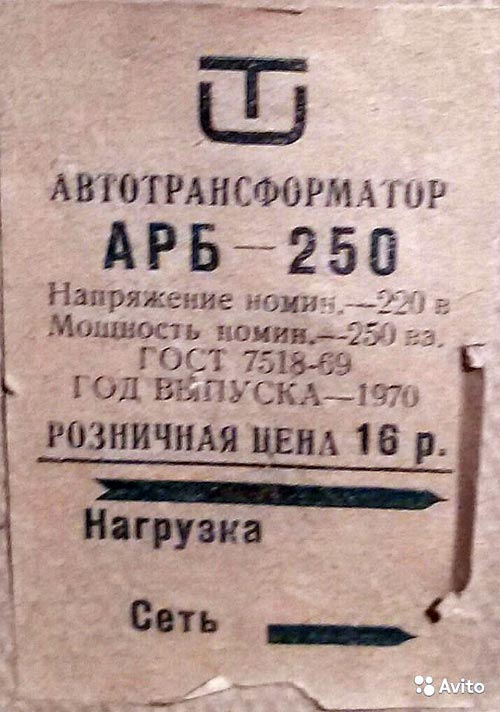 АВТОТРАНСФОРМАТОР
АРБ — 250
Напряжение номин.—220 в
Мощность номин.—250 ва.
ГОСТ 7518-69
ГОД ВЫПУСКА—1970
РОЗНИЧНАЯ ЦЕНА 16 р.
Нагрузка
Сеть
Avito